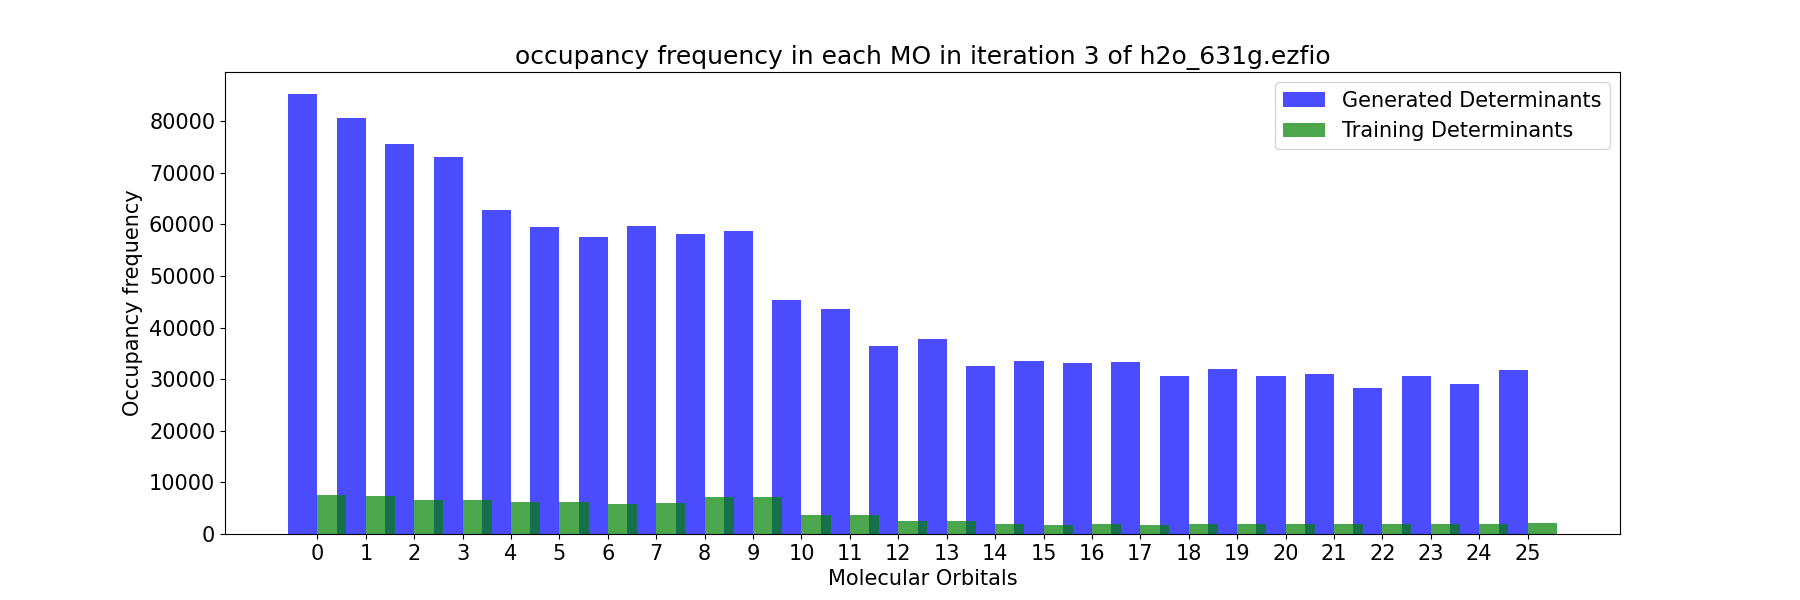 occupancy frequency in each MO in iteration 3 of h2o_631g.ezfio
Generated Determinants
Training Determinants
Occupancy frequency
80000
70000
60000
50000
40000
30000
20000
10000
0
0 1 2 3 4 5 6 7 8 9 10 11 12 13 14 15 16 17 18 19 20 21 22 23 24 25
Molecular Orbitals